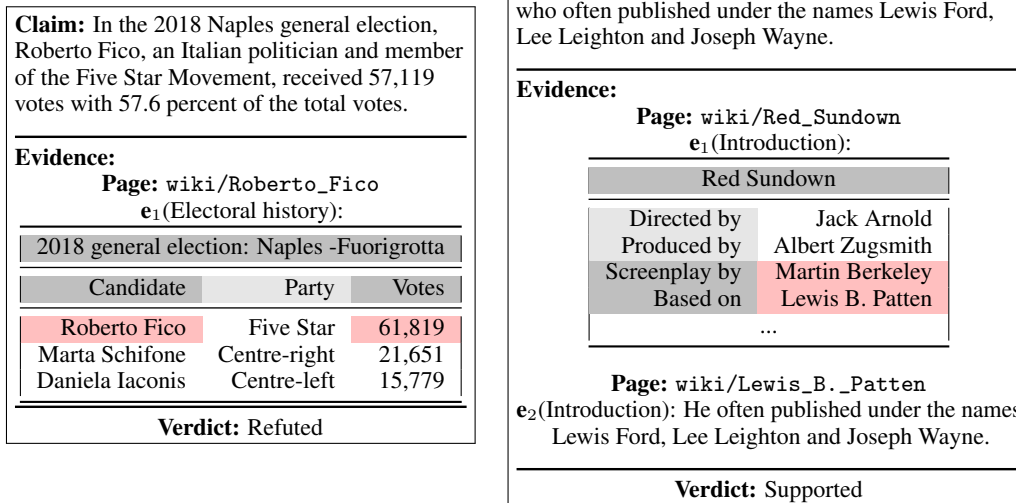 Claim: In the 2018 Naples general election,
Roberto Fico, an Italian politician and member
of the Five Star Movement, received 57,119
votes with 57.6 percent of the total votes.
Evidence:
Page: wiki/Roberto_Fico
e1(Electoral history):
2018 general election: Naples -Fuorigrotta
Candidate Party Votes
Roberto Fico Five Star 61,819
Marta Schifone Centre-right 21,651
Daniela Iaconis Centre-left 15,779
Verdict: Refuted
who often published under the names Lewis Ford,
Lee Leighton and Joseph Wayne.
Evidence:
Page: wiki/Red_Sundown
e1(Introduction):
Red Sundown
Directed by Jack Arnold
Produced by Albert Zugsmith
Screenplay by Martin Berkeley
Based on Lewis B. Patten
...
Page: wiki/Lewis_B._Patten
e2(Introduction): He often published under the names
Lewis Ford, Lee Leighton and Joseph Wayne.
Verdict: Supported